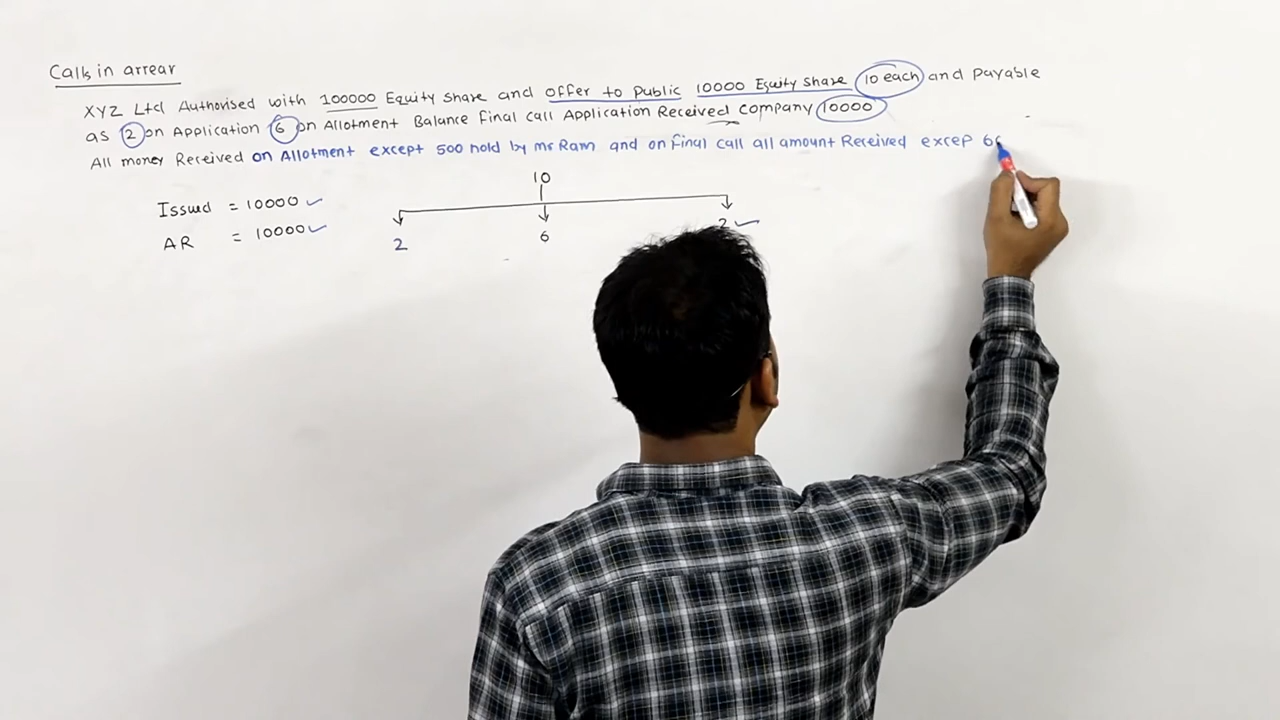 Calls in arrear
XYZ Ltd Authorised with 100000 Equity Share and offer to Public 10000 Equity Share 10 each and payable
as 2 on Application 6 on Allotment Balance Final call Application Received company 10000
All money Received on Allotment except 500 hold by mr Ram and on Final call all amount Received excep
Issued = 10000 ✓
AR = 10000 ✓
10
2 6 2 ✓